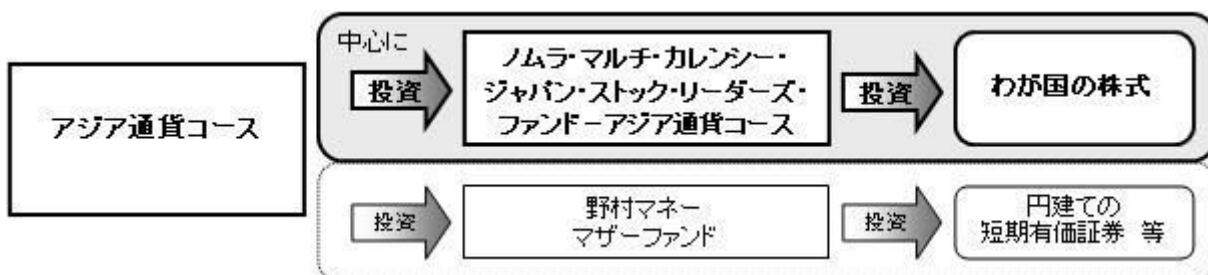 アジア通貨コース
中心に
投資
ノムラ・マルチ・カレンシー・
ジャパン・ストック・リーダーズ・
ファンド－アジア通貨コース
投資
わが国の株式
投資
野村マネー
マザーファンド
投資
円建ての
短期有価証券 等